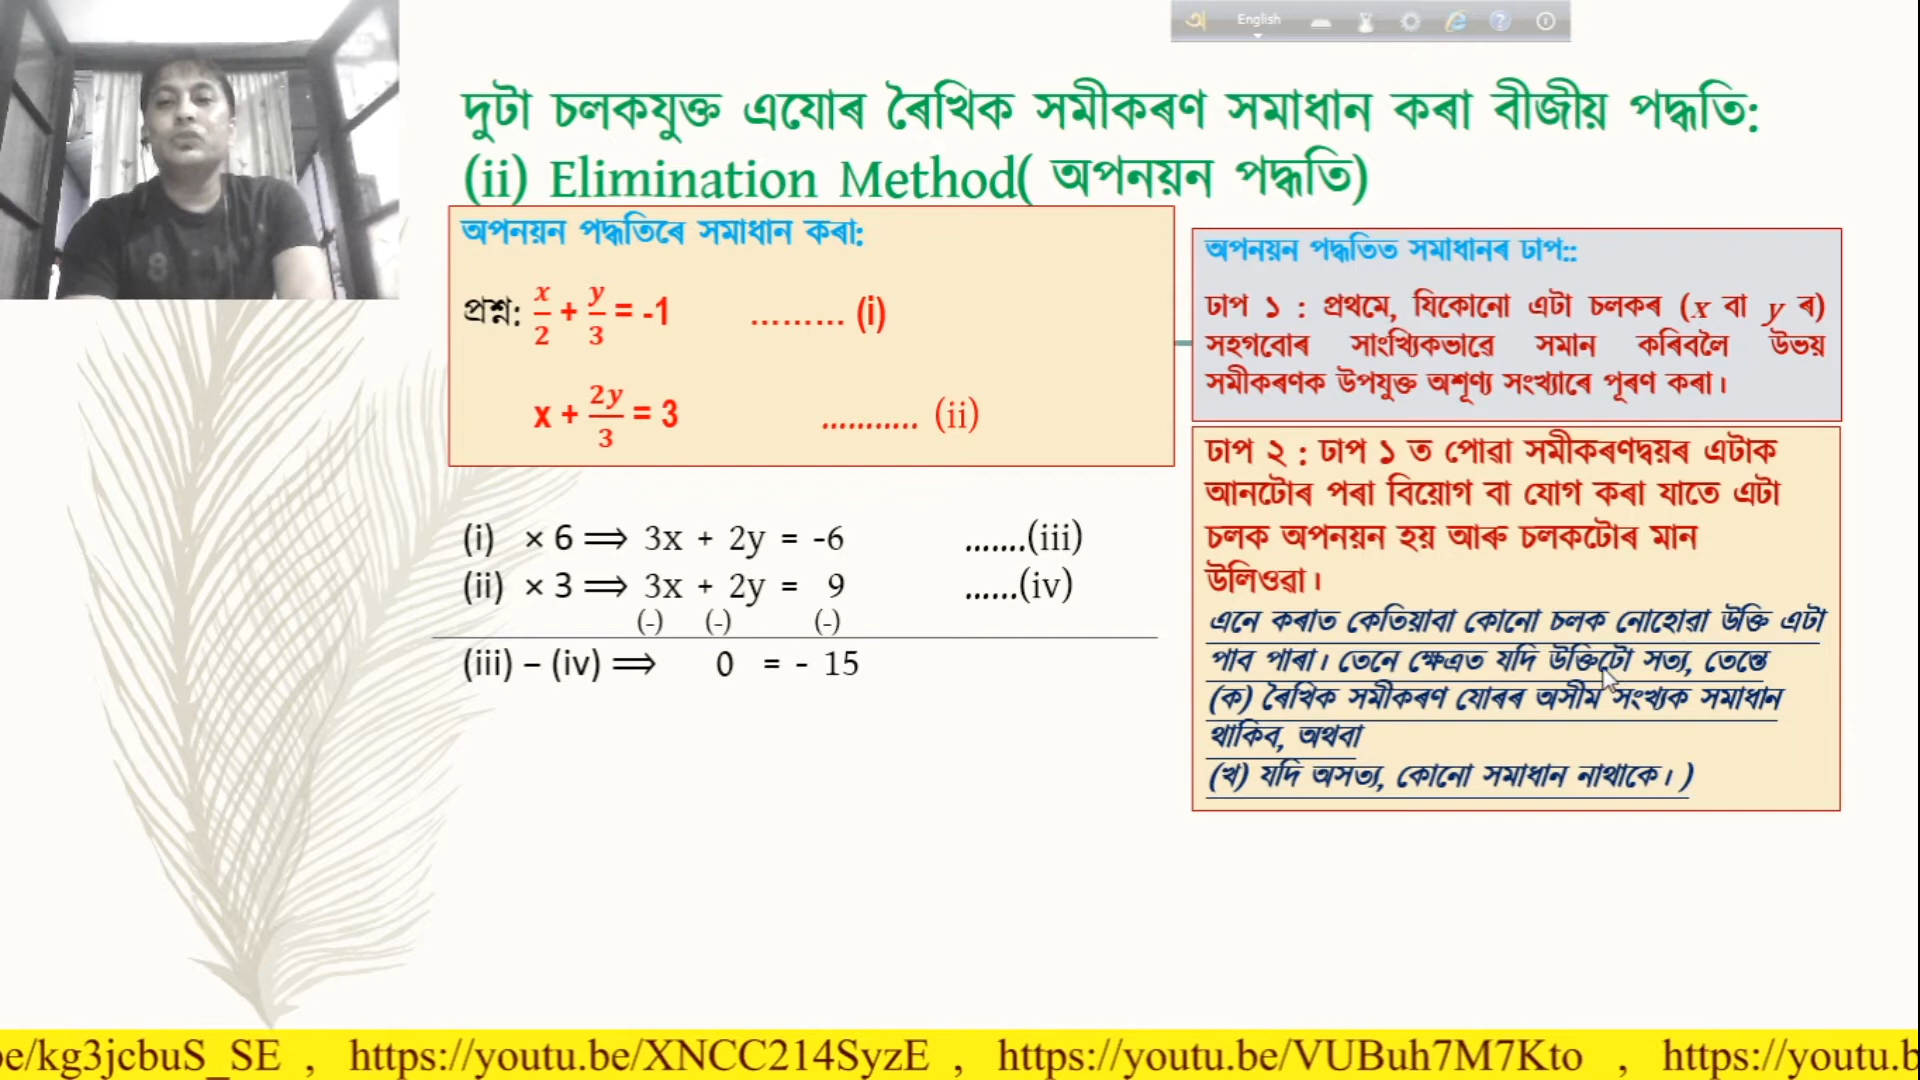 অ English
দুটা চলকযুক্ত এযোৰ ৰৈখিক সমীকৰণ সমাধান কৰা বীজীয় পদ্ধতি:
(ii) Elimination Method( অপনয়ন পদ্ধতি)
অপনয়ন পদ্ধতিৰে সমাধান কৰা:
প্ৰশ্ন: x/2 + y/3 = -1 ......... (i)
x + 2y/3 = 3 ........... (ii)
(i) × 6 ⟹ 3x + 2y = -6 .......(iii)
(ii) × 3 ⟹ 3x + 2y = 9 ......(iv)
(-) (-) (-)
(iii) – (iv) ⟹ 0 = - 15
অপনয়ন পদ্ধতিত সমাধানৰ ঢাপ::
ঢাপ ১ : প্ৰথমে, যিকোনো এটা চলকৰ (x বা y ৰ)
সহগবোৰ সাংখ্যিকভাৱে সমান কৰিবলৈ উভয়
সমীকৰণক উপযুক্ত অশূণ্য সংখ্যাৰে পূৰণ কৰা।
ঢাপ ২ : ঢাপ ১ ত পোৱা সমীকৰণদ্বয়ৰ এটাক
আনটোৰ পৰা বিয়োগ বা যোগ কৰা যাতে এটা
চলক অপনয়ন হয় আৰু চলকটোৰ মান
উলিওৱা।
এনে কৰাত কেতিয়াবা কোনো চলক নোহোৱা উক্তি এটা
পাব পাৰা। তেনে ক্ষেত্ৰত যদি উক্তিটো সত্য, তেন্তে
(ক) ৰৈখিক সমীকৰণ যোৰৰ অসীম সংখ্যক সমাধান
থাকিব, অথবা
(খ) যদি অসত্য, কোনো সমাধান নাথাকে। )
be/kg3jcbuS_SE , https://youtu.be/XNCC214SyzE , https://youtu.be/VUBuh7M7Kto , https://youtu.b